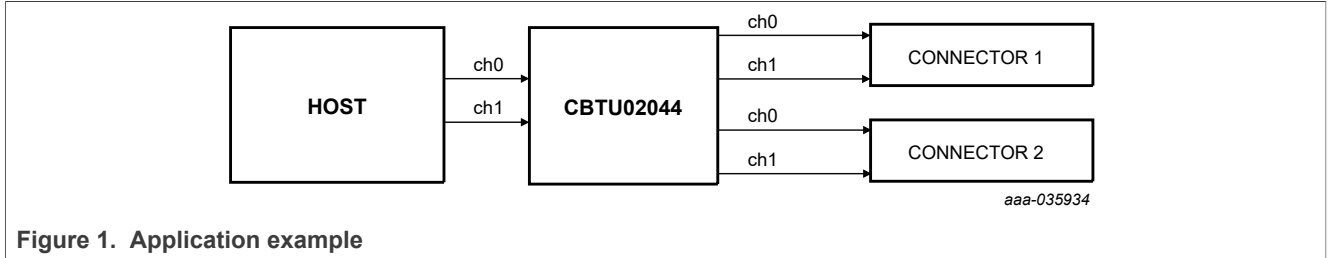 ch0
ch0
ch1
HOST
ch1
CBTU02044
ch1
ch0
ch1
CONNECTOR 1
CONNECTOR 2
aaa-035934
Figure 1. Application example